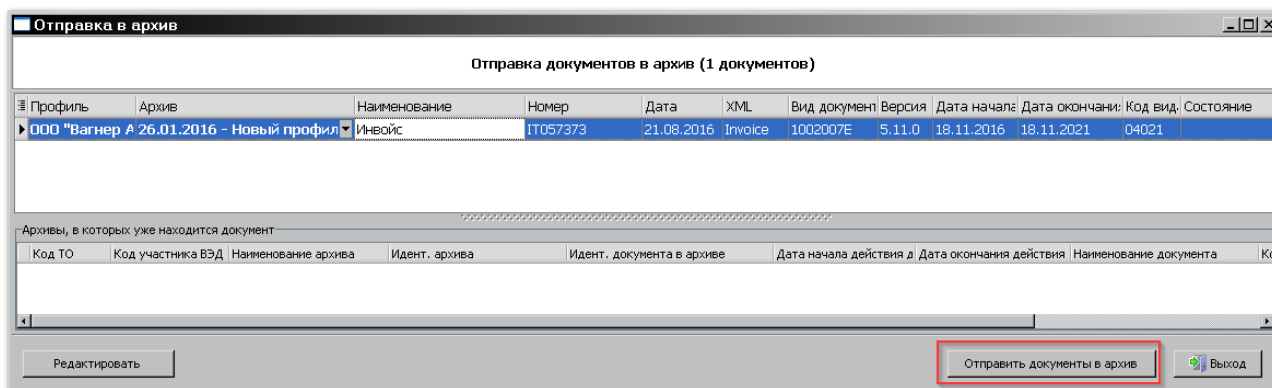 Отправка в архив
Отправка документов в архив (1 документов)
Профиль Архив Наименование Номер Дата XML Вид документ Версия Дата начала Дата окончани: Код вид. Состояние
ООО "Вагнер А 26.01.2016 - Новый профил Инвойс IT057373 21.08.2016 Invoice 1002007E 5.11.0 18.11.2016 18.11.2021 04021
Архивы, в которых уже находится документ
Код ТО Код участника ВЭД Наименование архива Идент. архива Идент. документа в архиве Дата начала действия д Дата окончания действия Наименование документа Ко
Редактировать Отправить документы в архив Выход